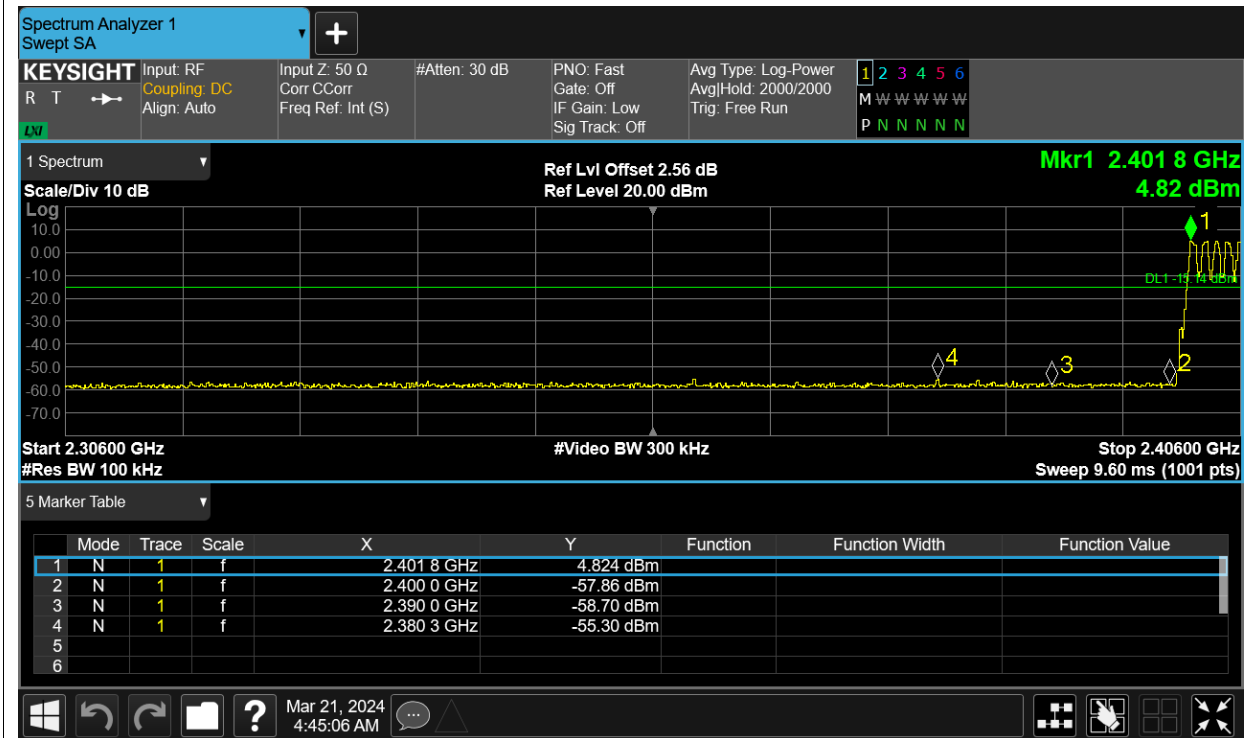 Spectrum Analyzer 1
Swept SA
KEYSIGHT Input: RF Input Z: 50 Ω #Atten: 30 dB PNO: Fast Avg Type: Log-Power 1 2 3 4 5 6
R T Coupling: DC Corr CCorr Gate: Off Avg|Hold: 2000/2000 M W W W W W
Align: Auto Freq Ref: Int (S) IF Gain: Low Trig: Free Run
LXI Sig Track: Off P N N N N N
1 Spectrum Ref Lvl Offset 2.56 dB Mkr1 2.401 8 GHz
Scale/Div 10 dB Ref Level 20.00 dBm 4.82 dBm
Log
1
10.0
0.00
-10.0
DL1 -15.14 dBm
-20.0
-30.0
-40.0
4 3 2
-50.0
-60.0
-70.0
Start 2.30600 GHz #Video BW 300 kHz Stop 2.40600 GHz
#Res BW 100 kHz Sweep 9.60 ms (1001 pts)
5 Marker Table
Mode Trace Scale X Y Function Function Width Function Value
1 N 1 f 2.401 8 GHz 4.824 dBm
2 N 1 f 2.400 0 GHz -57.86 dBm
3 N 1 f 2.390 0 GHz -58.70 dBm
4 N 1 f 2.380 3 GHz -55.30 dBm
5
6
? Mar 21, 2024
4:45:06 AM